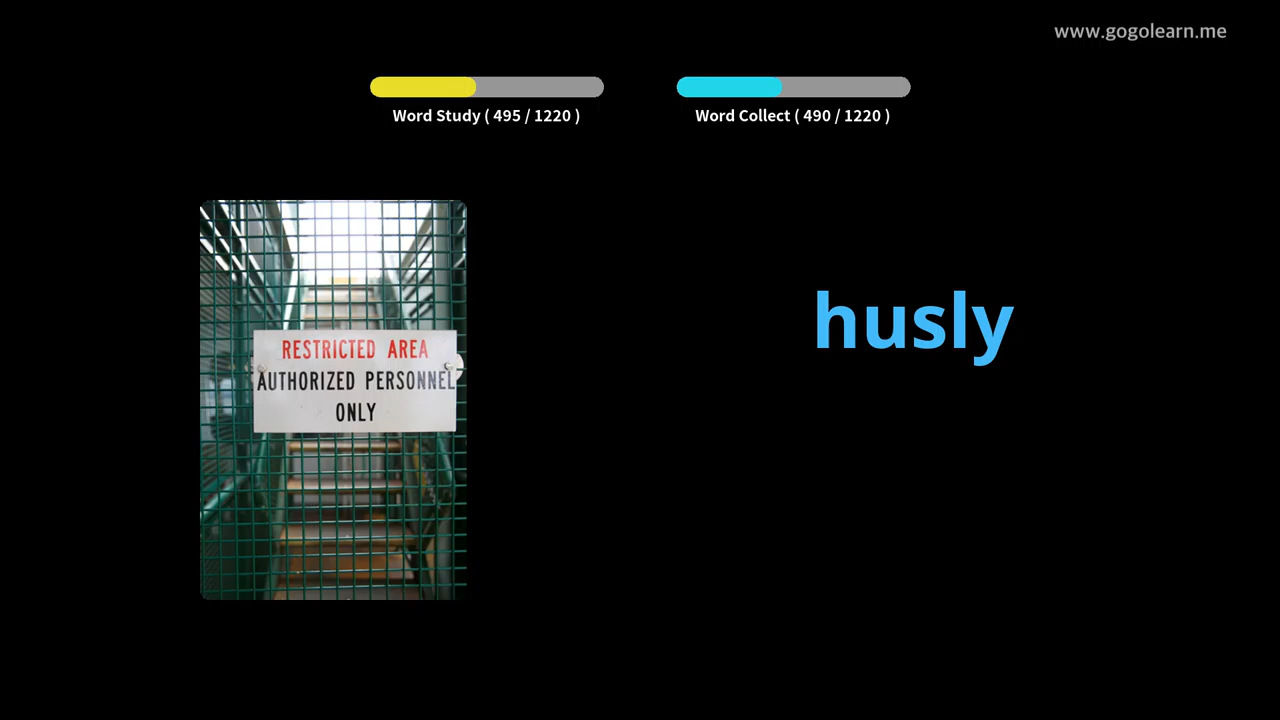 www.gogolearn.me
Word Study ( 495 / 1220 )
Word Collect ( 490 / 1220 )
RESTRICTED AREA
AUTHORIZED PERSONNEL
ONLY
husly